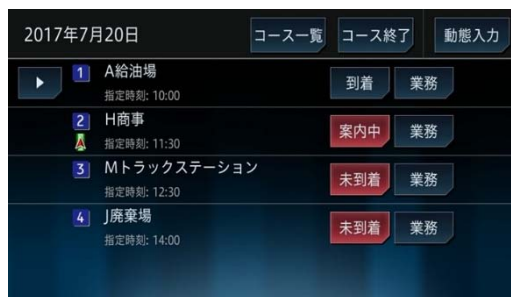 2017年7月20日 コース一覧 コース終了 動態入力
1 A給油場 到着 業務
指定時刻: 10:00
2 H商事 案内中 業務
指定時刻: 11:30
3 Mトラックステーション 未到着 業務
指定時刻: 12:30
4 J廃棄場 未到着 業務
指定時刻: 14:00